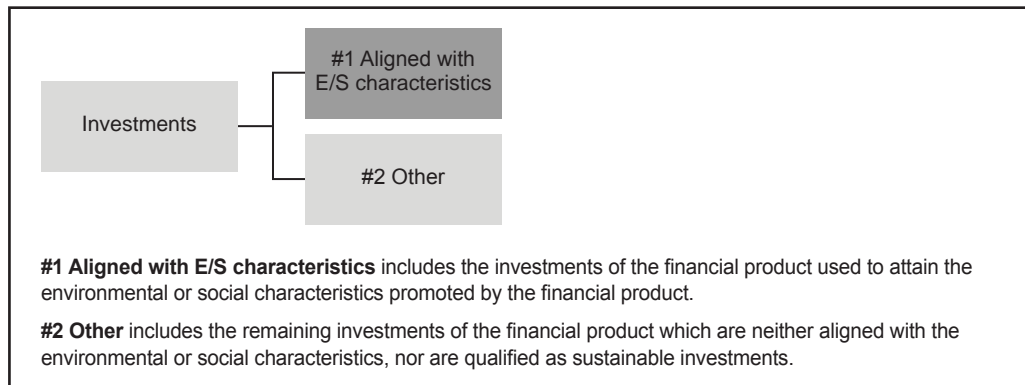 #1 Aligned with
E/S characteristics
Investments
#2 Other
#1 Aligned with E/S characteristics includes the investments of the financial product used to attain the
environmental or social characteristics promoted by the financial product.
#2 Other includes the remaining investments of the financial product which are neither aligned with the
environmental or social characteristics, nor are qualified as sustainable investments.